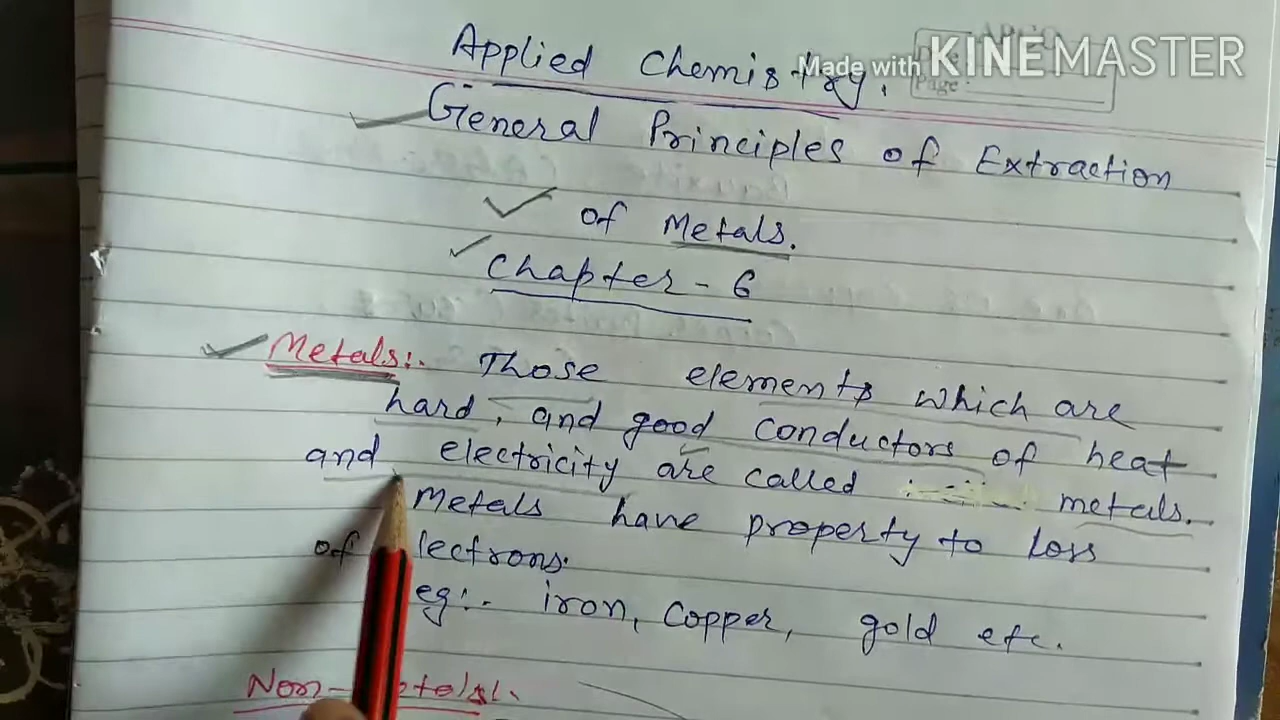 Applied Chemistry.
Made with KINEMASTER
Page:
General Principles of Extraction
of Metals.
Chapter - 6
Metals:. Those elements which are
hard, and good conductors of heat
and electricity are called metals.
Metals have property to loss
of lectrons.
eg:. iron, Copper, gold etc.